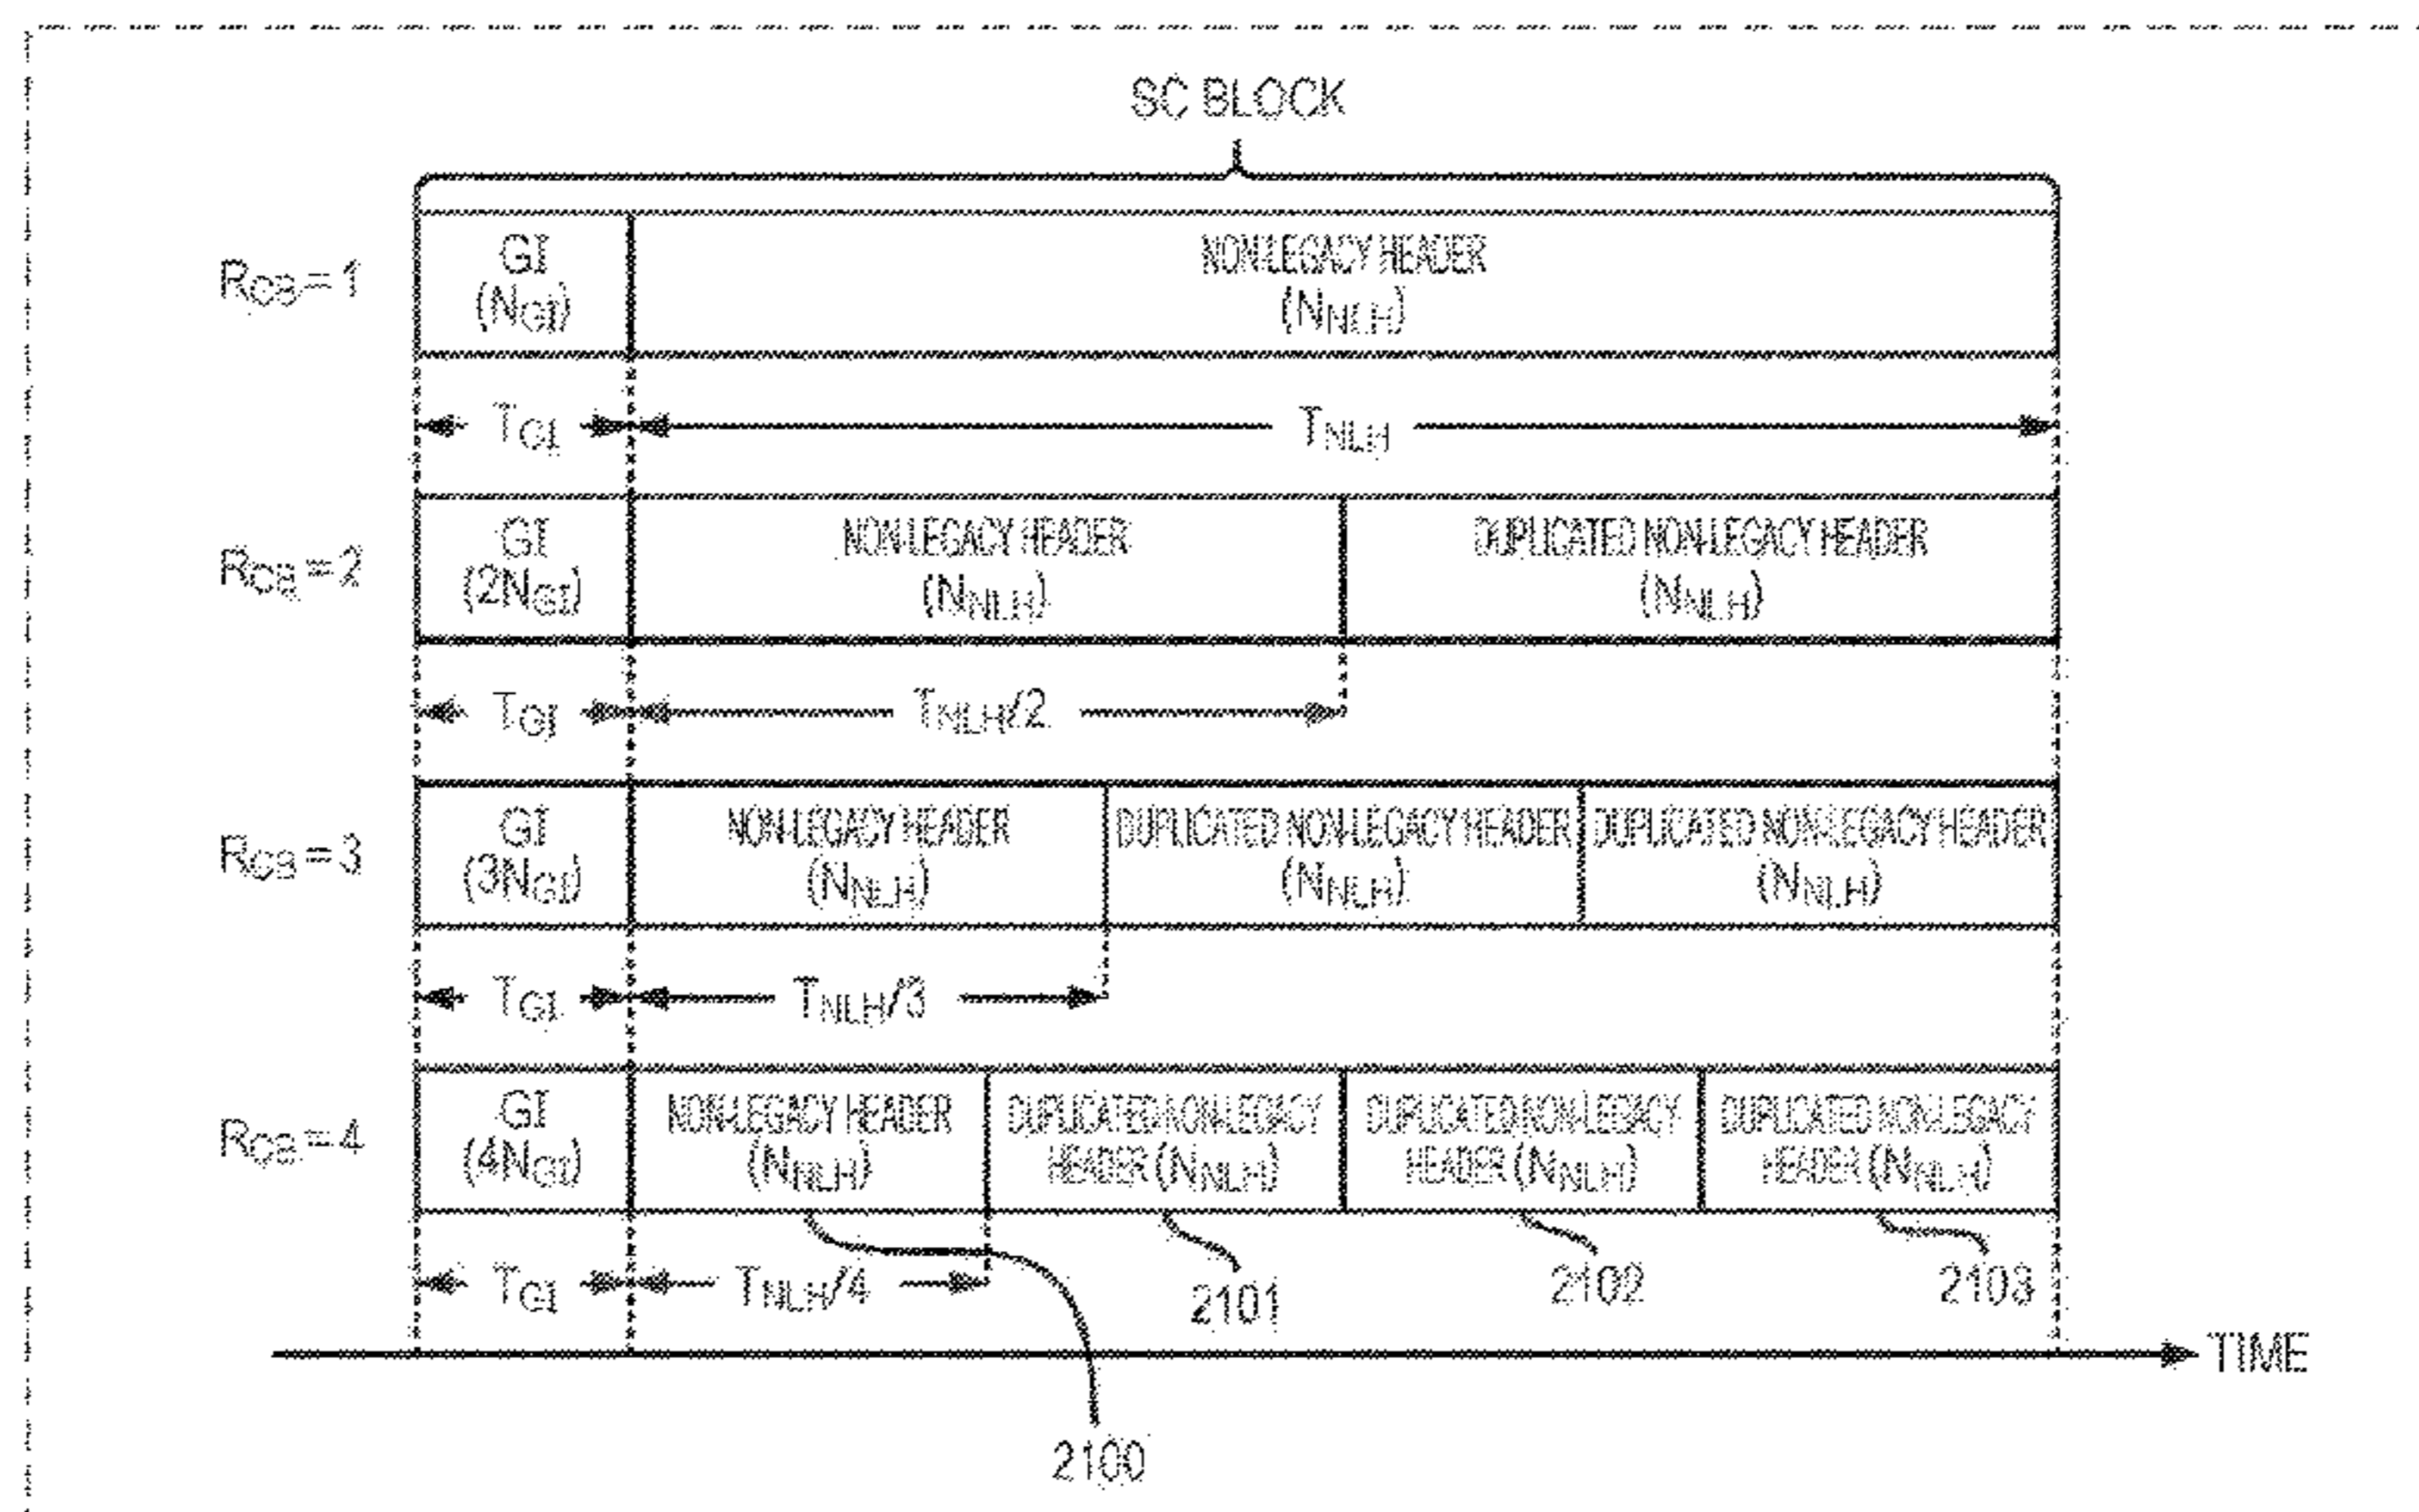 SC BLOCK
RCB=1
GI
(NGI)
NON-LEGACY HEADER
(NNLH)
TGI
TNLH
RCB=2
GI
(2NGI)
NON-LEGACY HEADER
(NNLH)
DUPLICATED NON-LEGACY HEADER
(NNLH)
TGI
TNLH/2
RCB=3
GI
(3NGI)
NON-LEGACY HEADER
(NNLH)
DUPLICATED NON-LEGACY HEADER
(NNLH)
DUPLICATED NON-LEGACY HEADER
(NNLH)
TGI
TNLH/3
RCB=4
GI
(4NGI)
NON-LEGACY HEADER
(NNLH)
DUPLICATED NON-LEGACY
HEADER (NNLH)
DUPLICATED NON-LEGACY
HEADER (NNLH)
DUPLICATED NON-LEGACY
HEADER (NNLH)
TGI
TNLH/4
2101
2102
2103
TIME
2100